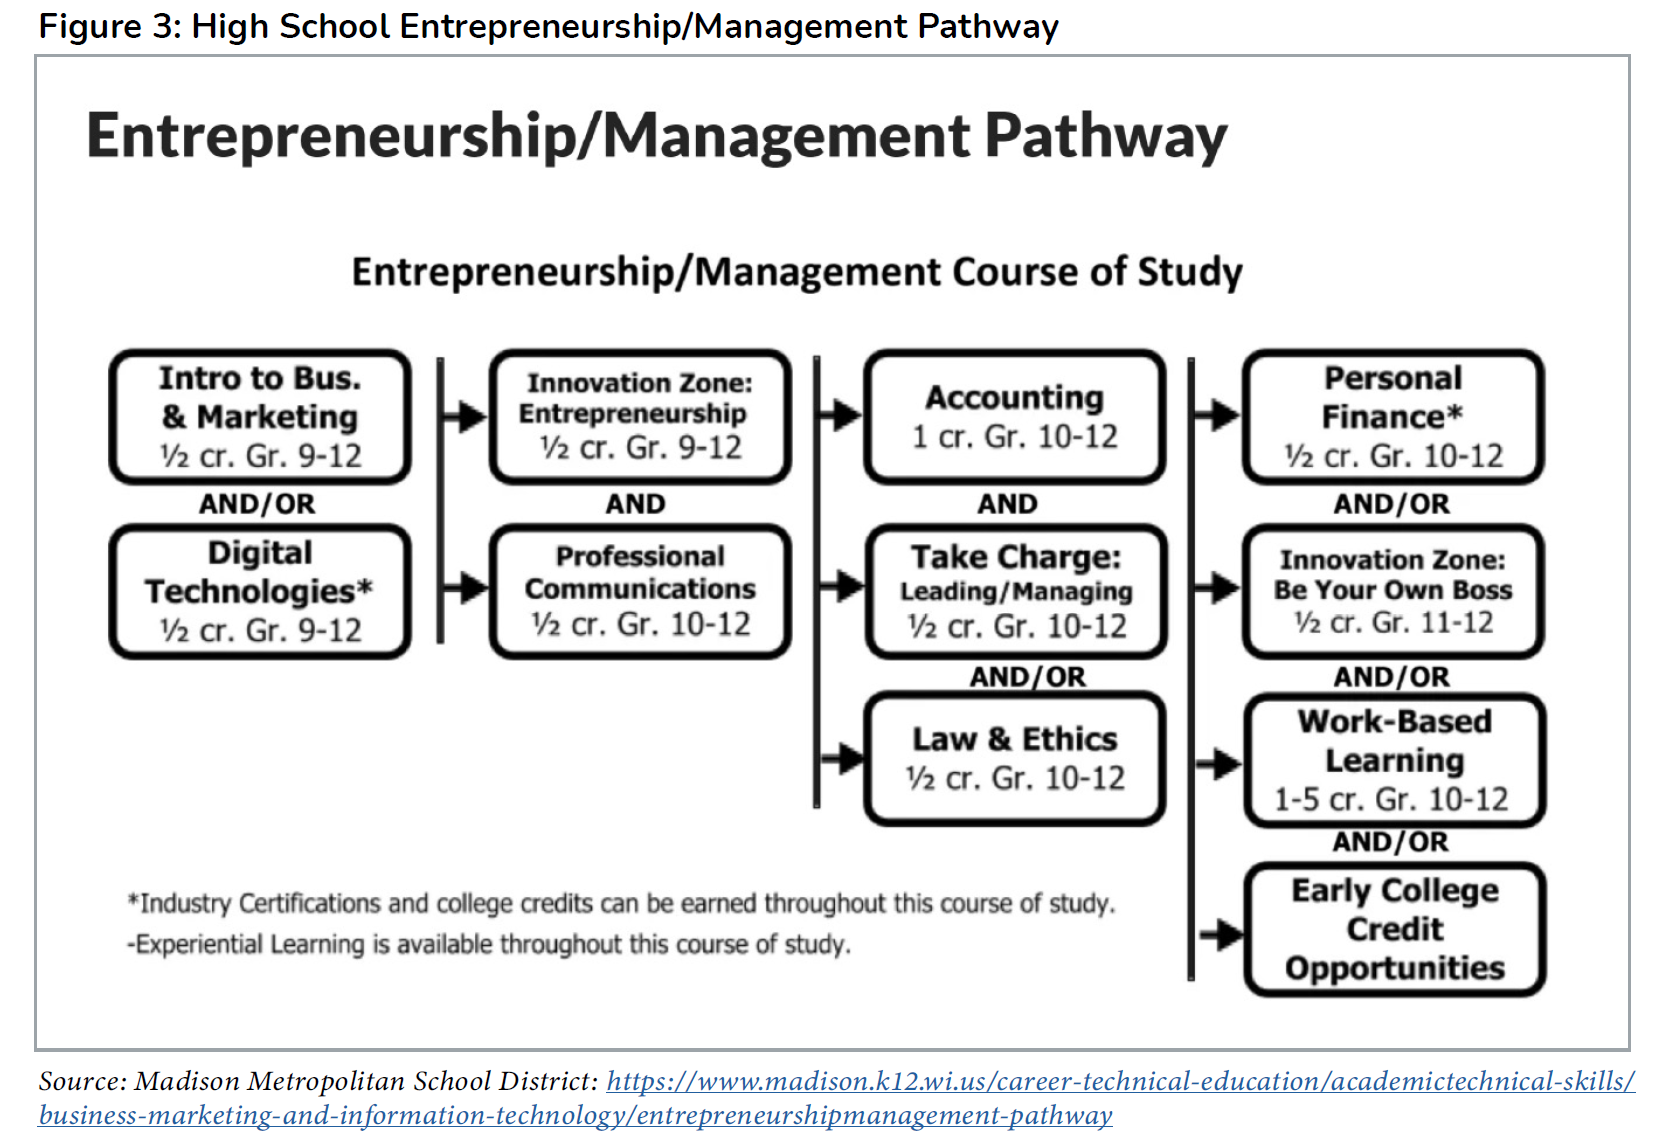 Figure 3: High School Entrepreneurship/Management Pathway
Entrepreneurship/Management Pathway
Entrepreneurship/Management Course of Study
Intro to Bus.
& Marketing
½ cr. Gr. 9-12
AND/OR
Digital
Technologies*
½ cr. Gr. 9-12
Innovation Zone:
Entrepreneurship
½ cr. Gr. 9-12
AND
Professional
Communications
½ cr. Gr. 10-12
Accounting
1 cr. Gr. 10-12
AND
Take Charge:
Leading/Managing
½ cr. Gr. 10-12
AND/OR
Law & Ethics
½ cr. Gr. 10-12
Personal
Finance*
½ cr. Gr. 10-12
AND/OR
Innovation Zone:
Be Your Own Boss
½ cr. Gr. 11-12
AND/OR
Work-Based
Learning
1-5 cr. Gr. 10-12
AND/OR
Early College
Credit
Opportunities
*Industry Certifications and college credits can be earned throughout this course of study.
-Experiential Learning is available throughout this course of study.
Source: Madison Metropolitan School District: https://www.madison.k12.wi.us/career-technical-education/academictechnical-skills/
business-marketing-and-information-technology/entrepreneurshipmanagement-pathway